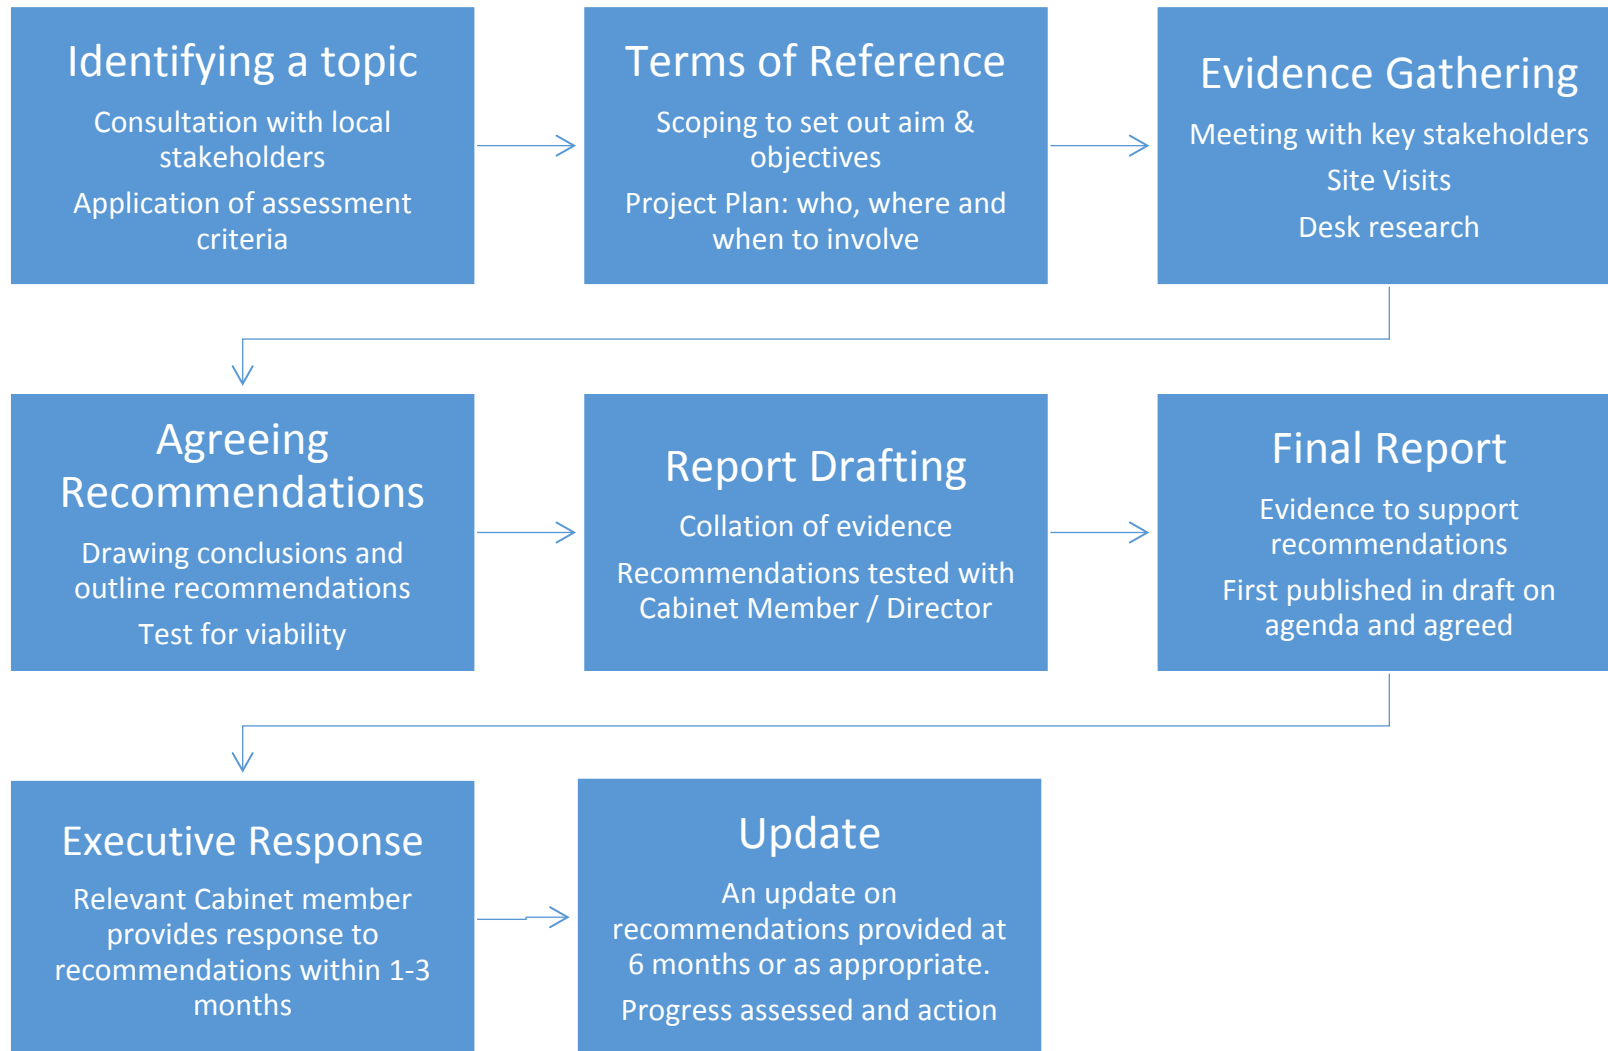 Identifying a topic
Consultation with local
stakeholders
Application of assessment
criteria
Terms of Reference
Scoping to set out aim &
objectives
Project Plan: who, where and
when to involve
Evidence Gathering
Meeting with key stakeholders
Site Visits
Desk research
Agreeing
Recommendations
Drawing conclusions and
outline recommendations
Test for viability
Report Drafting
Collation of evidence
Recommendations tested with
Cabinet Member / Director
Final Report
Evidence to support
recommendations
First published in draft on
agenda and agreed
Executive Response
Relevant Cabinet member
provides response to
recommendations within 1-3
months
Update
An update on
recommendations provided at
6 months or as appropriate.
Progress assessed and action